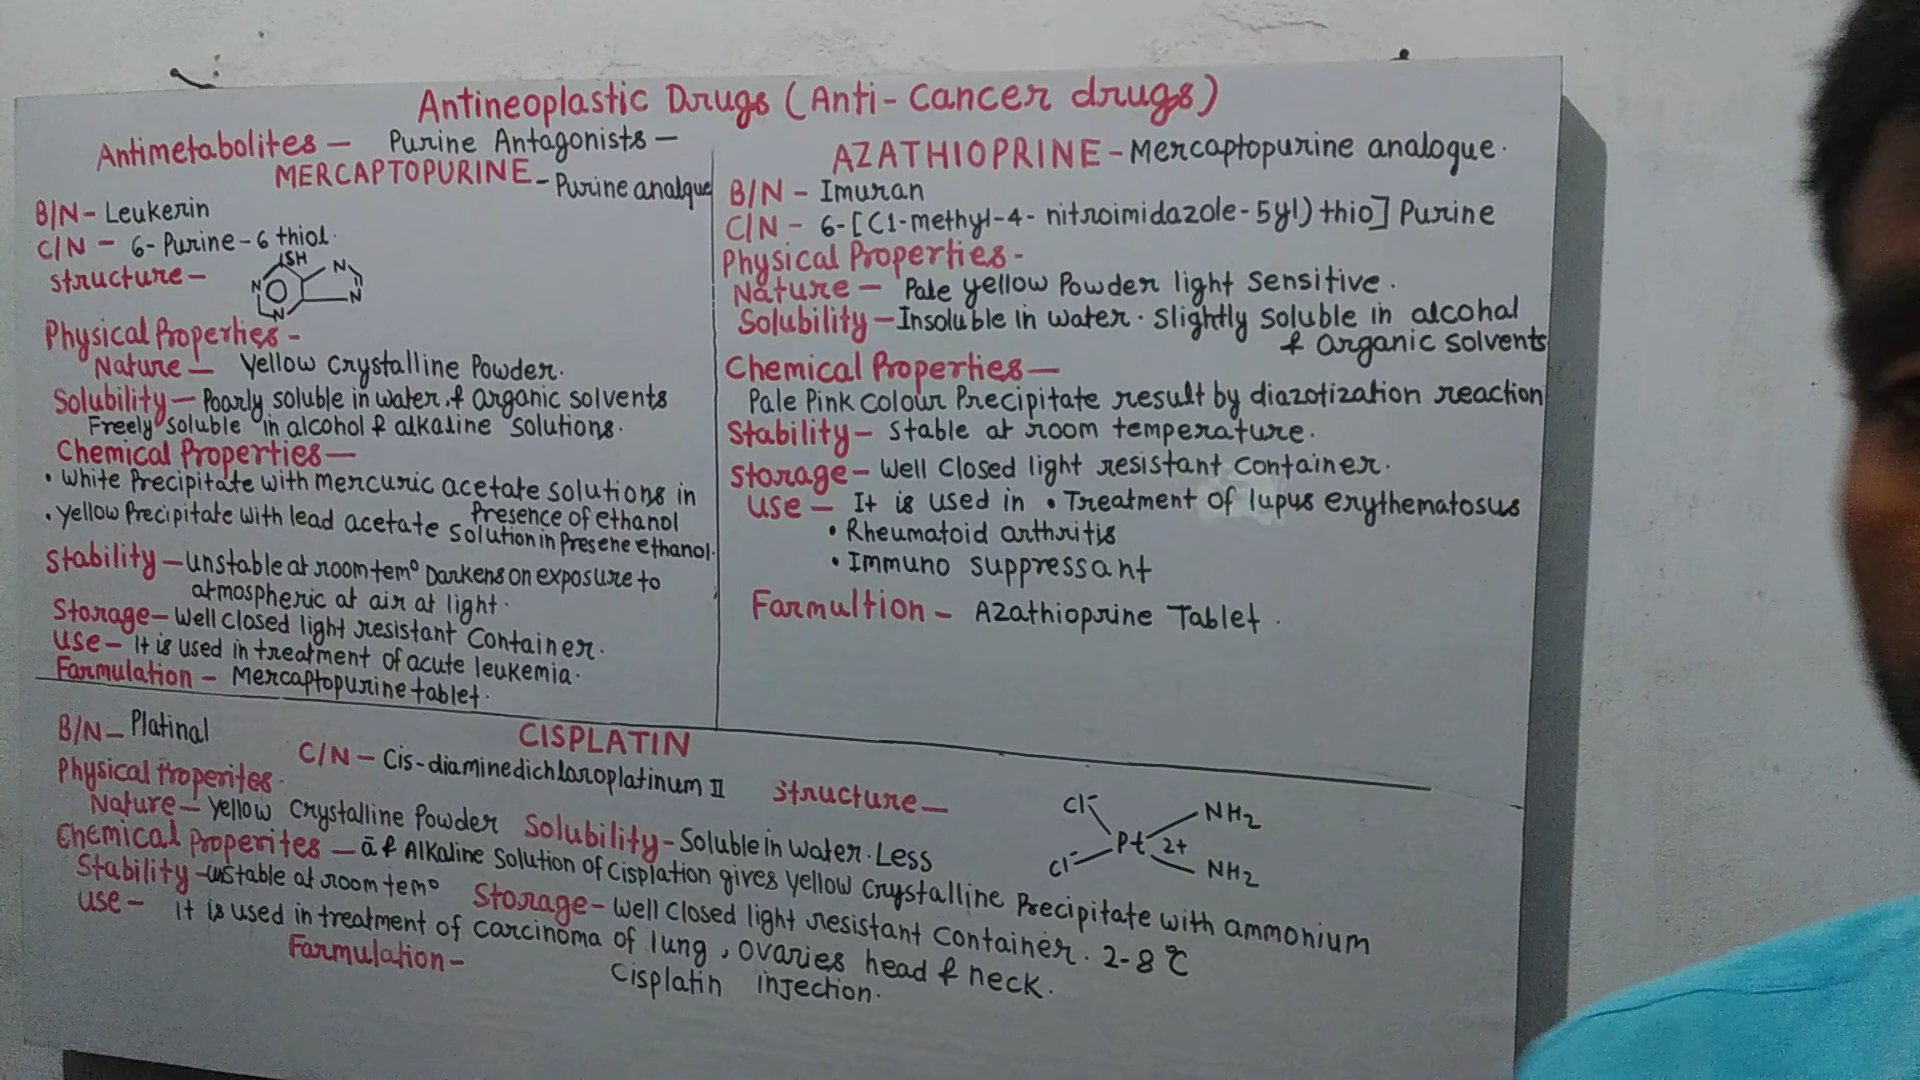 Antineoplastic Drugs (Anti-Cancer drugs)
Antimetabolites — Purine Antagonists —
MERCAPTOPURINE - Purine analque
B/N - Leukerin
C/N - 6-Purine-6 thiol.
Structure —
SH
N
N
N
N
Physical Properties -
Nature — Yellow Crystalline Powder.
Solubility — Poorly soluble in water & Organic solvents
Freely soluble in alcohol & alkaline solutions.
Chemical Properties —
• White Precipitate with mercuric acetate solutions in
Presence of ethanol
• Yellow Precipitate with lead acetate solution in Presene ethanol.
Stability — unstable at room temº Darkens on exposure to
atmospheric at air at light.
Storage — Well closed light resistant Container.
Use — It is used in treatment of acute leukemia.
Farmulation — Mercaptopurine tablet.
AZATHIOPRINE - Mercaptopurine analogue.
B/N - Imuran
C/N - 6-[C1-methyl-4-nitroimidazole-5yl) thio] Purine
Physical Properties -
Nature — Pale yellow Powder light Sensitive.
Solubility — Insoluble in water. Slightly soluble in alcohal
& Organic solvents
Chemical Properties —
Pale Pink Colour Precipitate result by diazotization reaction
Stability — Stable at room temperature.
Storage — Well Closed light resistant Container.
Use — It is used in • Treatment of lupus erythematosus
• Rheumatoid arthritis
• Immuno suppressant
Farmultion — Azathioprine Tablet.
CISPLATIN
B/N — Platinal
C/N — Cis-diaminedichloroplatinum II
Structure —
Cl-
NH2
Pt 2+
Cl-
NH2
Physical Properites.
Nature — Yellow Crystalline Powder Solubility - Soluble in Water. Less
Chemical Properites — ā & Alkaline Solution of Cisplation gives yellow Crystalline Precipitate with ammonium
Stability - unstable at room temº Storage - Well closed light resistant Container. 2-8℃
Use — It is used in treatment of carcinoma of lung, ovaries head & neck.
Farmulation - Cisplatin injection.